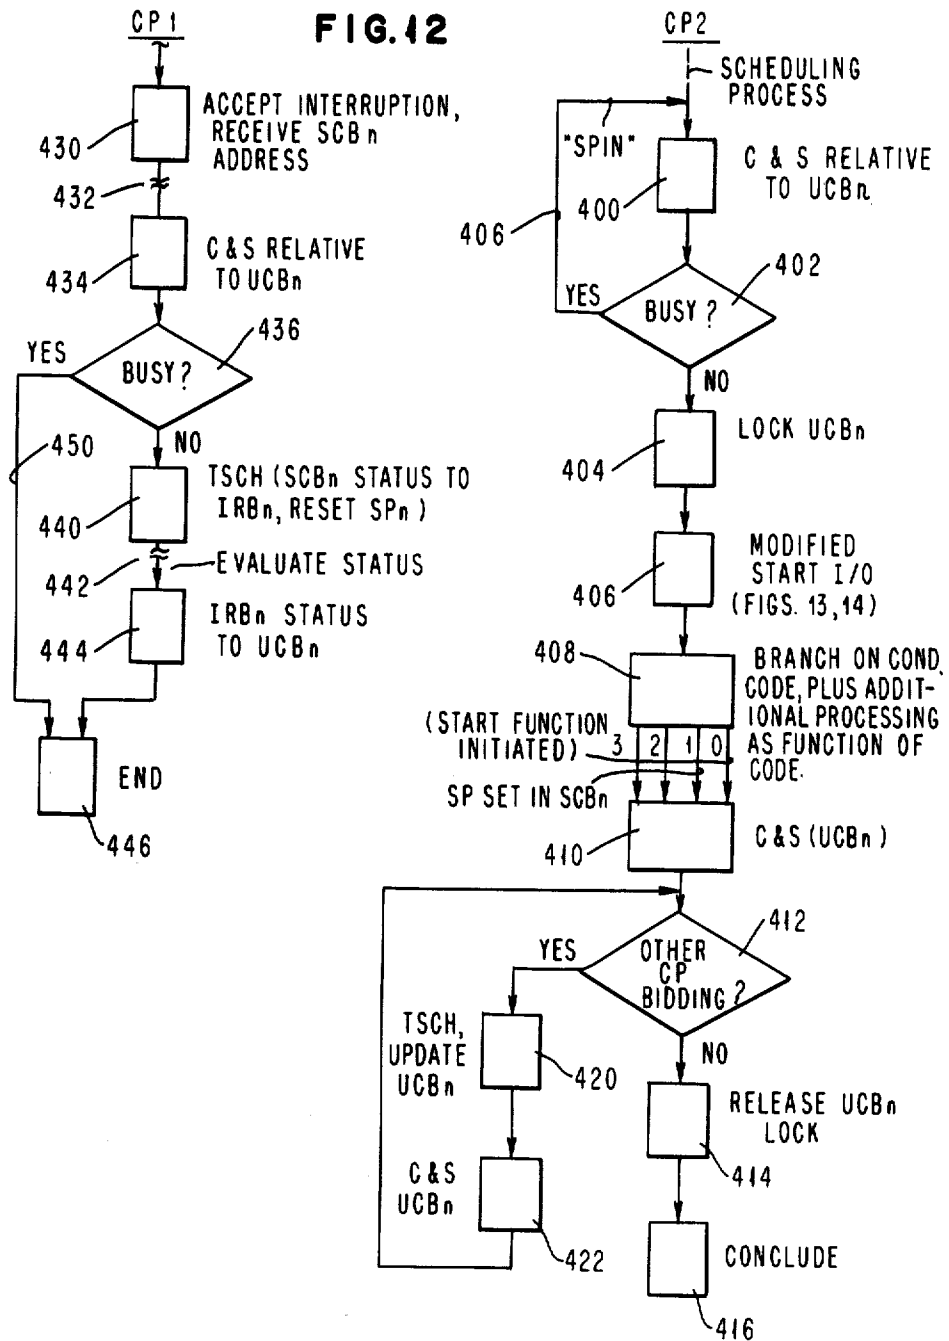 FIG. 12
CP1
ACCEPT INTERRUPTION,
RECEIVE SCBn
ADDRESS
430
432
C&S RELATIVE
TO UCBn
434
436
YES
BUSY?
450
NO
TSCH (SCBn STATUS TO
IRBn, RESET SPn)
440
442
EVALUATE STATUS
IRBn STATUS
TO UCBn
444
END
446
CP2
SCHEDULING
PROCESS
"SPIN"
C & S RELATIVE
TO UCBn
400
406
402
YES
BUSY?
NO
LOCK UCBn
404
MODIFIED
START I/O
(FIGS. 13,14)
406
408
BRANCH ON COND.
CODE, PLUS ADDIT-
IONAL PROCESSING
AS FUNCTION OF
CODE.
(START FUNCTION
INITIATED)
3 2 1 0
SP SET IN SCBn
C&S (UCBn)
410
412
YES
OTHER
CP
BIDDING?
TSCH,
UPDATE
UCBn
420
NO
RELEASE UCBn
LOCK
414
C&S
UCBn
422
CONCLUDE
416